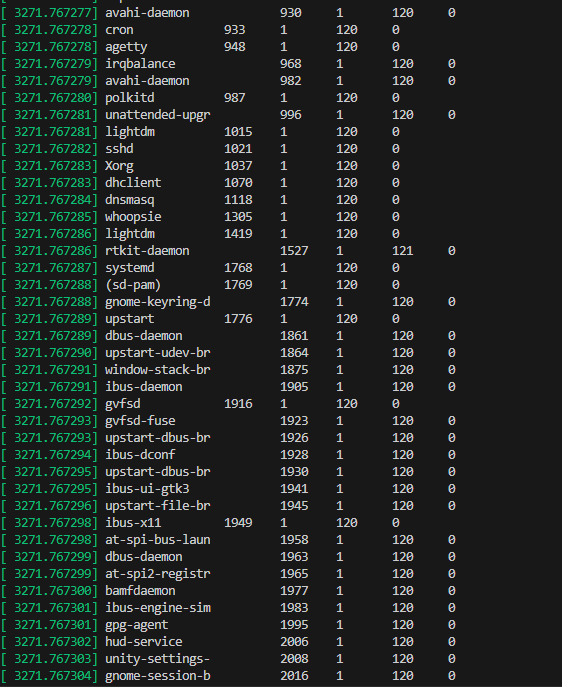 [ 3271.767277] avahi-daemon 930 1 120 0
[ 3271.767278] cron 933 1 120 0
[ 3271.767278] agetty 948 1 120 0
[ 3271.767279] irqbalance 968 1 120 0
[ 3271.767279] avahi-daemon 982 1 120 0
[ 3271.767280] polkitd 987 1 120 0
[ 3271.767281] unattended-upgr 996 1 120 0
[ 3271.767281] lightdm 1015 1 120 0
[ 3271.767282] sshd 1021 1 120 0
[ 3271.767283] Xorg 1037 1 120 0
[ 3271.767283] dhclient 1070 1 120 0
[ 3271.767284] dnsmasq 1118 1 120 0
[ 3271.767285] whoopsie 1305 1 120 0
[ 3271.767286] lightdm 1419 1 120 0
[ 3271.767286] rtkit-daemon 1527 1 121 0
[ 3271.767287] systemd 1768 1 120 0
[ 3271.767288] (sd-pam) 1769 1 120 0
[ 3271.767288] gnome-keyring-d 1774 1 120 0
[ 3271.767289] upstart 1776 1 120 0
[ 3271.767289] dbus-daemon 1861 1 120 0
[ 3271.767290] upstart-udev-br 1864 1 120 0
[ 3271.767291] window-stack-br 1875 1 120 0
[ 3271.767291] ibus-daemon 1905 1 120 0
[ 3271.767292] gvfsd 1916 1 120 0
[ 3271.767293] gvfsd-fuse 1923 1 120 0
[ 3271.767293] upstart-dbus-br 1926 1 120 0
[ 3271.767294] ibus-dconf 1928 1 120 0
[ 3271.767295] upstart-dbus-br 1930 1 120 0
[ 3271.767295] ibus-ui-gtk3 1941 1 120 0
[ 3271.767296] upstart-file-br 1945 1 120 0
[ 3271.767298] ibus-x11 1949 1 120 0
[ 3271.767298] at-spi-bus-laun 1958 1 120 0
[ 3271.767299] dbus-daemon 1963 1 120 0
[ 3271.767299] at-spi2-registr 1965 1 120 0
[ 3271.767300] bamfdaemon 1977 1 120 0
[ 3271.767301] ibus-engine-sim 1983 1 120 0
[ 3271.767301] gpg-agent 1995 1 120 0
[ 3271.767302] hud-service 2006 1 120 0
[ 3271.767303] unity-settings- 2008 1 120 0
[ 3271.767304] gnome-session-b 2016 1 120 0